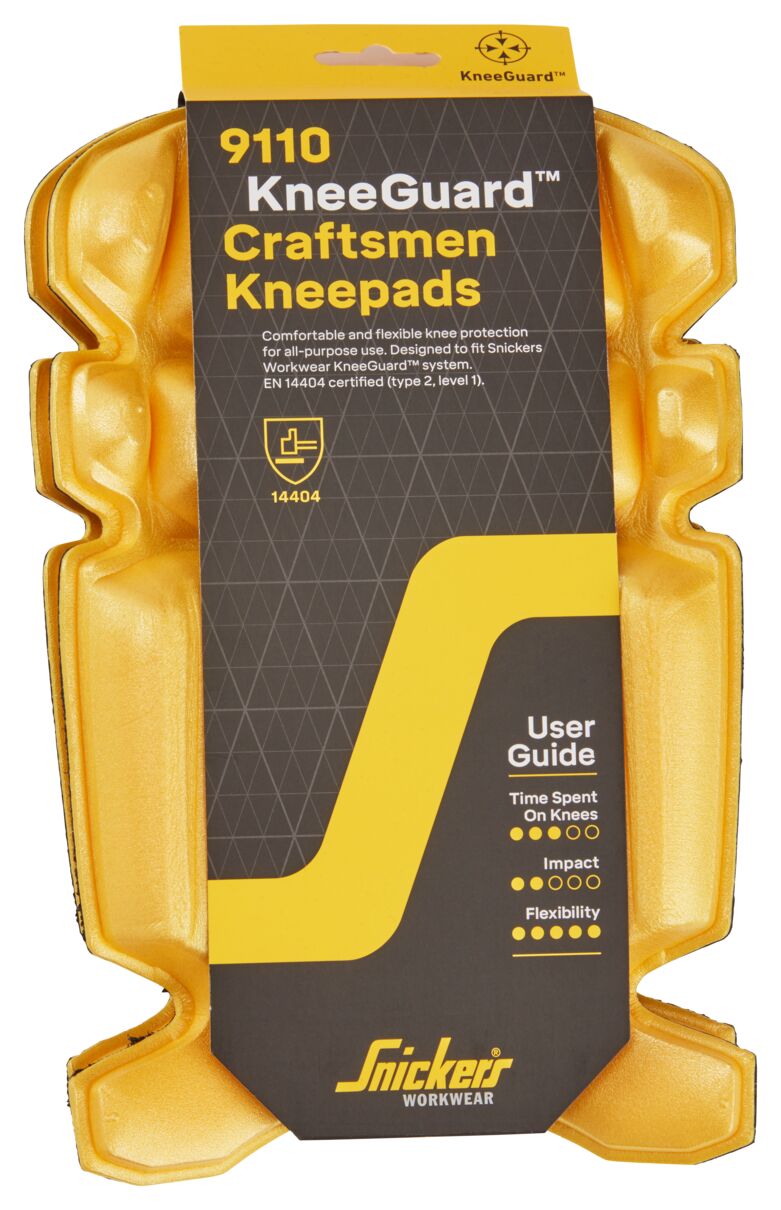 KneeGuard™
9110
KneeGuard™
Craftsmen
Kneepads
Comfortable and flexible knee protection
for all-purpose use. Designed to fit Snickers
Workwear KneeGuard™ system.
EN 14404 certified (type 2, level 1).
14404
User
Guide
Time Spent
On Knees
Impact
Flexibility
Snickers®
WORKWEAR